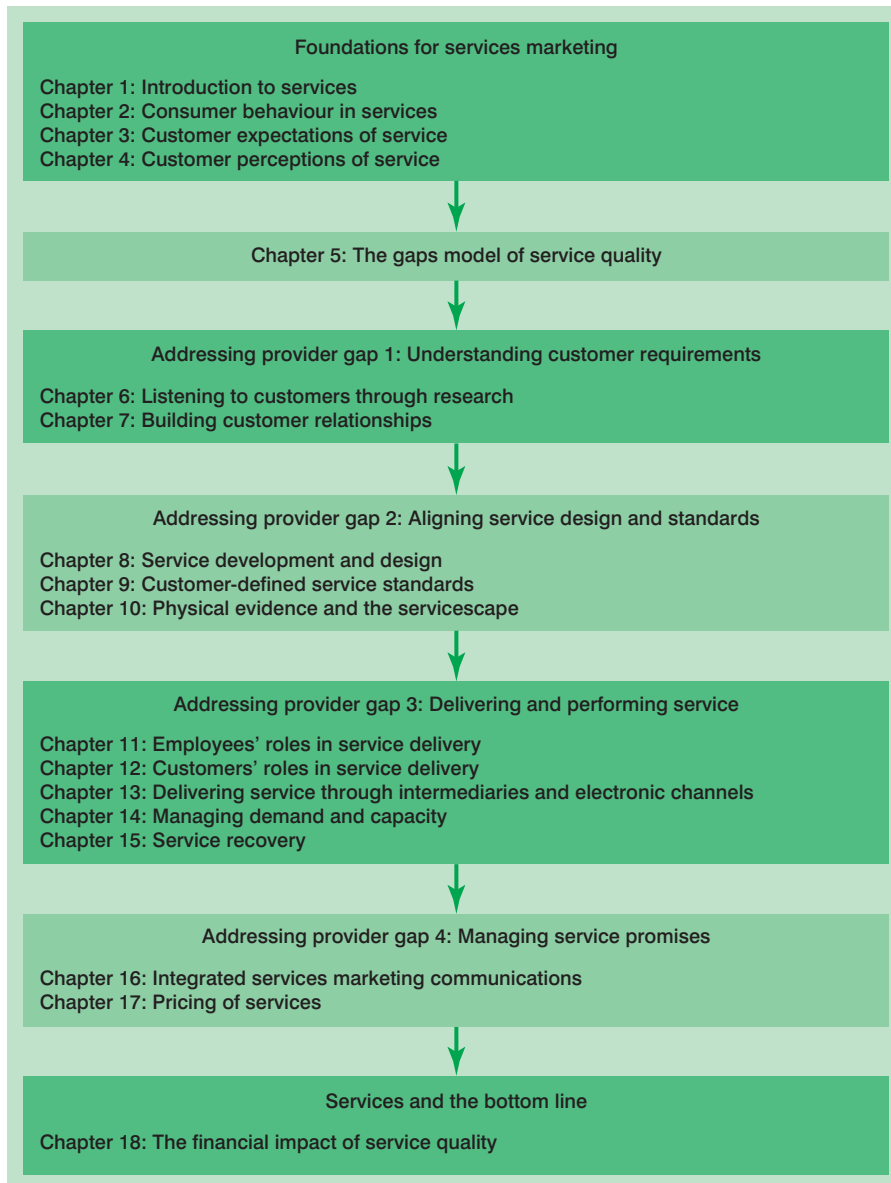 Foundations for services marketing
Chapter 1: Introduction to services
Chapter 2: Consumer behaviour in services
Chapter 3: Customer expectations of service
Chapter 4: Customer perceptions of service
Chapter 5: The gaps model of service quality
Addressing provider gap 1: Understanding customer requirements
Chapter 6: Listening to customers through research
Chapter 7: Building customer relationships
Addressing provider gap 2: Aligning service design and standards
Chapter 8: Service development and design
Chapter 9: Customer-defined service standards
Chapter 10: Physical evidence and the servicescape
Addressing provider gap 3: Delivering and performing service
Chapter 11: Employees’ roles in service delivery
Chapter 12: Customers’ roles in service delivery
Chapter 13: Delivering service through intermediaries and electronic channels
Chapter 14: Managing demand and capacity
Chapter 15: Service recovery
Addressing provider gap 4: Managing service promises
Chapter 16: Integrated services marketing communications
Chapter 17: Pricing of services
Services and the bottom line
Chapter 18: The financial impact of service quality